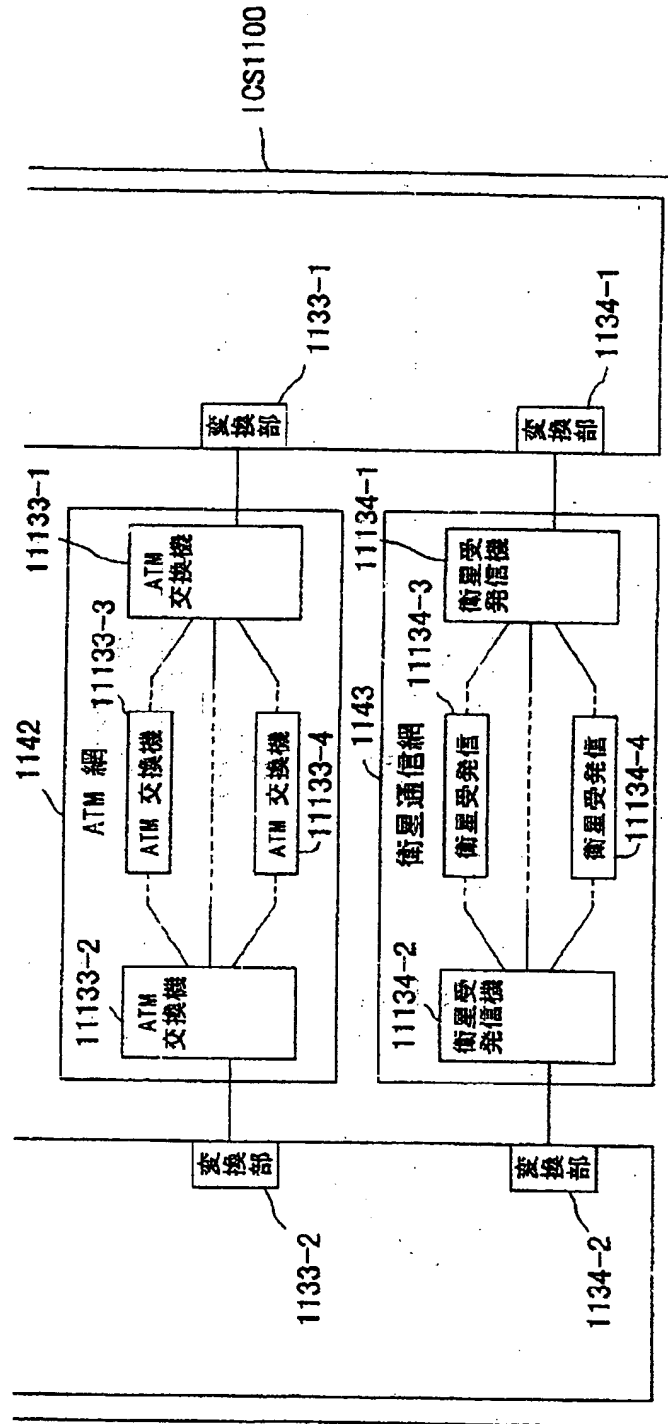 ICS1100
1133-1
変換部
1134-1
変換部
1142
ATM 網
11133-1
ATM
交換機
11133-3
ATM 交換機
11133-4
ATM 交換機
11133-2
ATM
交換機
1143
衛星通信網
11134-1
衛星受
発信機
11134-3
衛星受発信
11134-4
衛星受発信
11134-2
衛星受
発信機
変換部
1133-2
変換部
1134-2